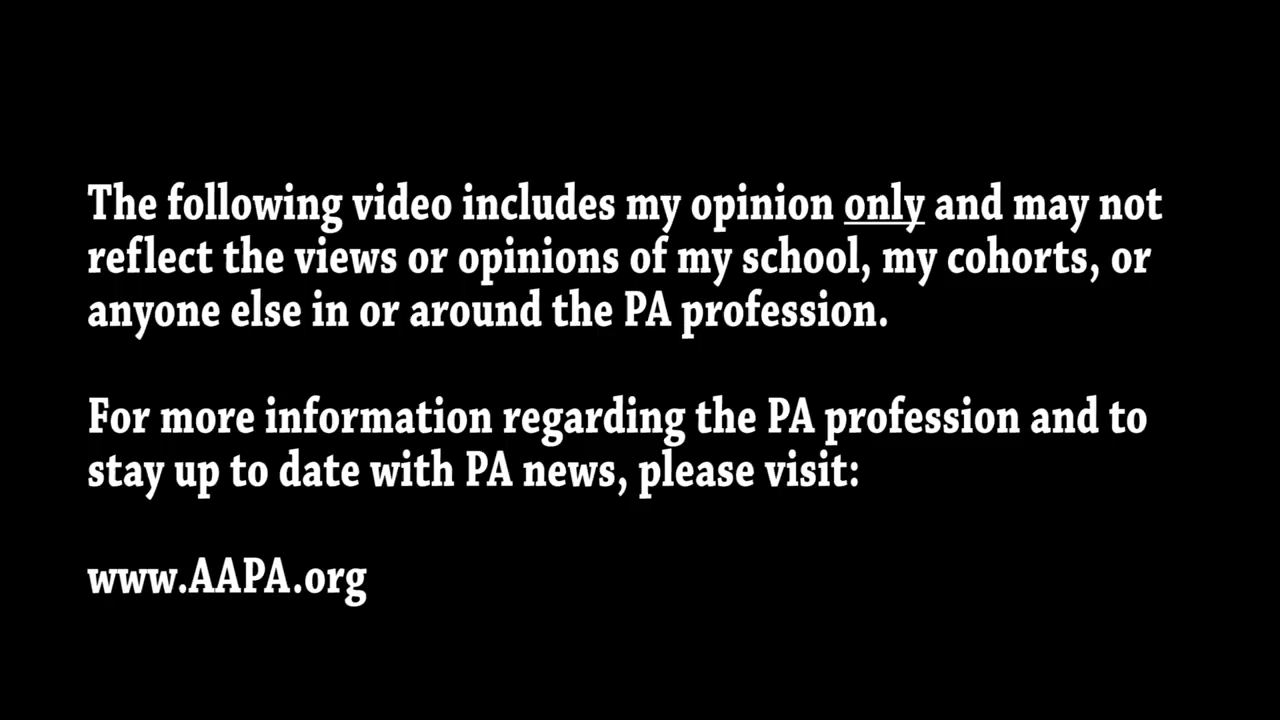 The following video includes my opinion only and may not
reflect the views or opinions of my school, my cohorts, or
anyone else in or around the PA profession.
For more information regarding the PA profession and to
stay up to date with PA news, please visit:
www.AAPA.org